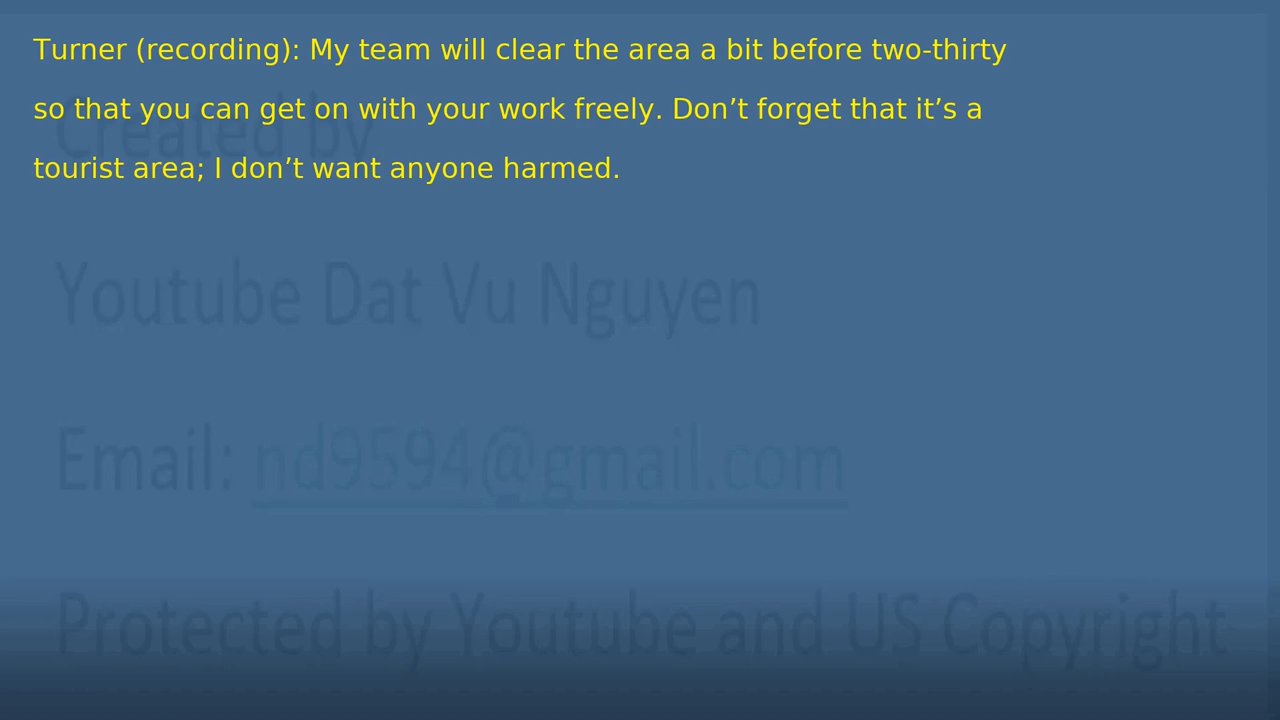 Turner (recording): My team will clear the area a bit before two-thirty
so that you can get on with your work freely. Don’t forget that it’s a
tourist area; I don’t want anyone harmed.
Created by
Youtube Dat Vu Nguyen
Email: nd9594@gmail.com
Protected by Youtube and US Copyright